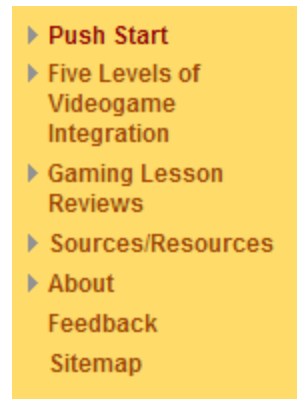 Push Start
Five Levels of
Videogame
Integration
Gaming Lesson
Reviews
Sources/Resources
About
Feedback
Sitemap